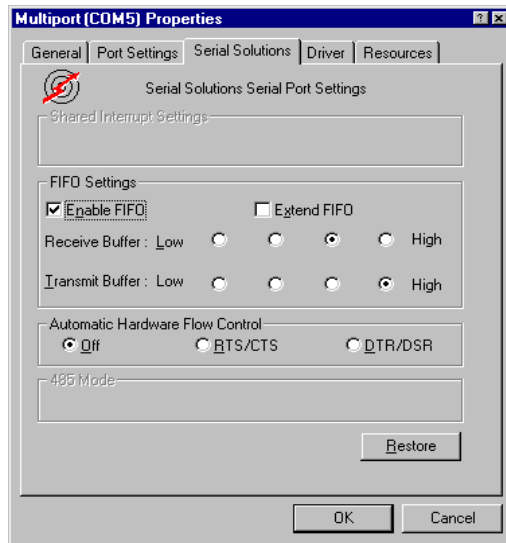 Multiport (COM5) Properties
General Port Settings Serial Solutions Driver Resources
Serial Solutions Serial Port Settings
Shared Interrupt Settings
FIFO Settings
Enable FIFO Extend FIFO
Receive Buffer : Low High
Transmit Buffer : Low High
Automatic Hardware Flow Control
Off RTS/CTS DTR/DSR
485 Mode
Restore
OK Cancel